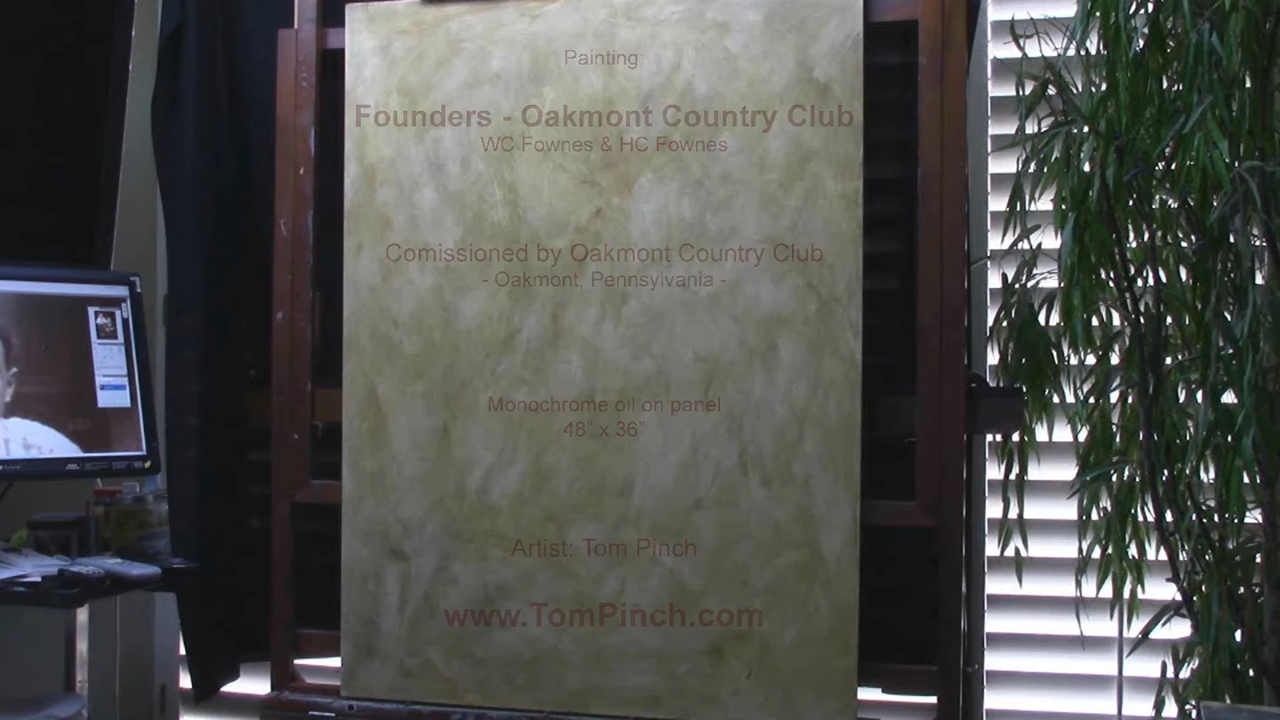 Painting:
Founders - Oakmont Country Club
WC Fownes & HC Fownes
Comissioned by Oakmont Country Club
- Oakmont, Pennsylvania -
Monochrome oil on panel
48" x 36"
Artist: Tom Pinch
www.TomPinch.com